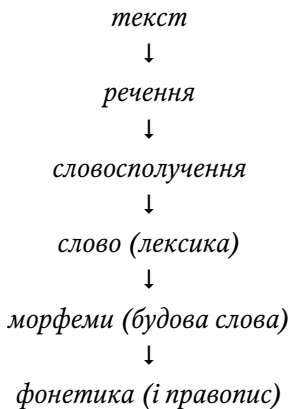 текст
↓
речення
↓
словосполучення
↓
слово (лексика)
↓
морфеми (будова слова)
↓
фонетика (і правопис)